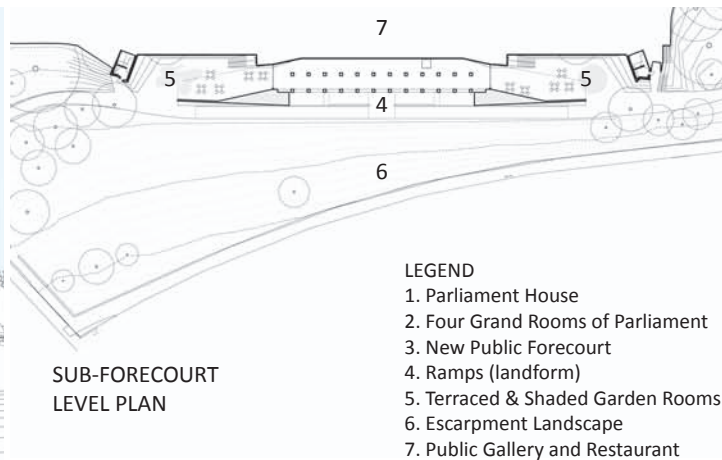 7
5
5
4
6
LEGEND
1. Parliament House
2. Four Grand Rooms of Parliament
3. New Public Forecourt
4. Ramps (landform)
5. Terraced & Shaded Garden Rooms
6. Escarpment Landscape
7. Public Gallery and Restaurant
SUB-FORECOURT
LEVEL PLAN